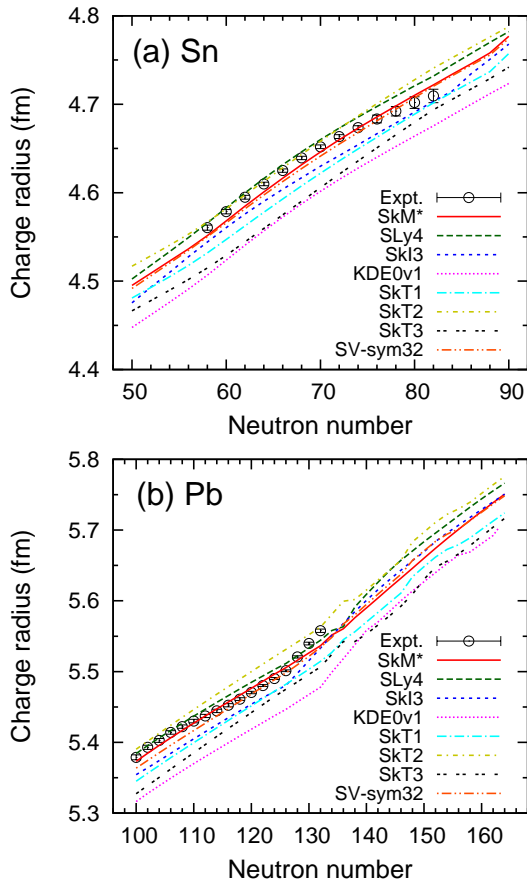 4.8
(a) Sn
4.7
4.6
4.5
4.4
Charge radius (fm)
Expt.
SkM*
SLy4
SkI3
KDE0v1
SkT1
SkT2
SkT3
SV-sym32
50 60 70 80 90
Neutron number
5.8
(b) Pb
5.7
5.6
5.5
5.4
5.3
Charge radius (fm)
Expt.
SkM*
SLy4
SkI3
KDE0v1
SkT1
SkT2
SkT3
SV-sym32
100 110 120 130 140 150 160
Neutron number